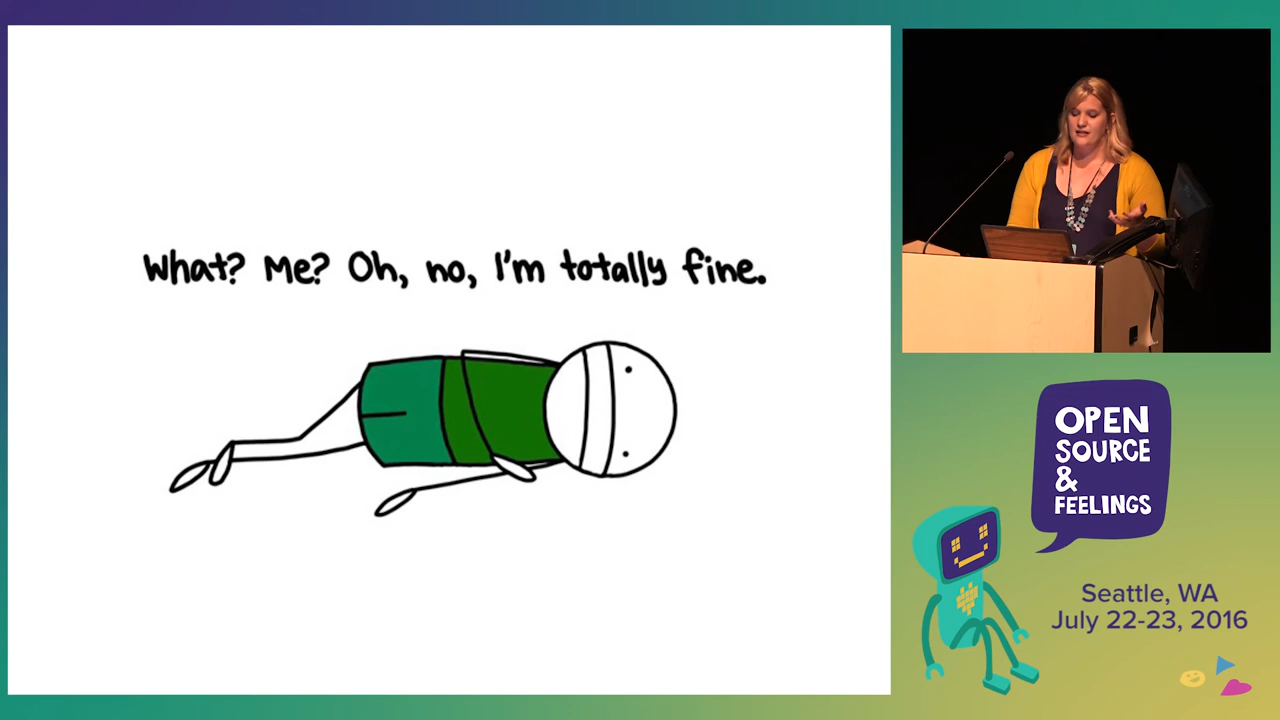 What? Me? Oh, no, I'm totally fine.
OPEN
SOURCE
&
FEELINGS
Seattle, WA
July 22-23, 2016